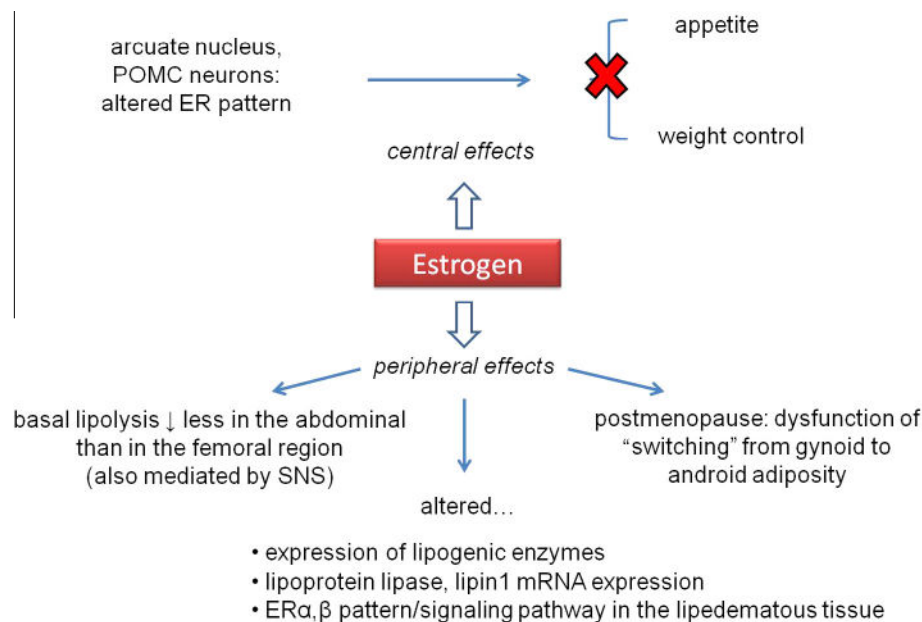 appetite
arcuate nucleus,
POMC neurons:
altered ER pattern
weight control
central effects
Estrogen
peripheral effects
basal lipolysis ↓ less in the abdominal
than in the femoral region
(also mediated by SNS)
postmenopause: dysfunction of
“switching” from gynoid to
android adiposity
altered…
• expression of lipogenic enzymes
• lipoprotein lipase, lipin1 mRNA expression
• ERα,β pattern/signaling pathway in the lipedematous tissue